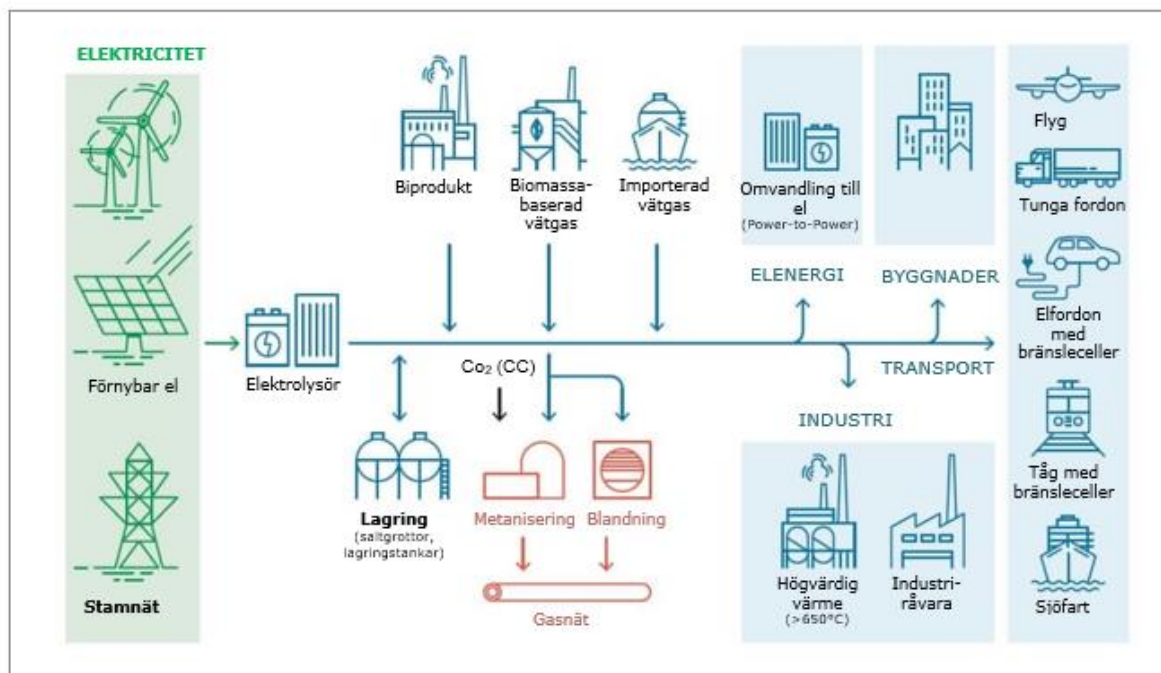 ELEKTRICITET
Förnybar el
Stamnät
Elektrolysör
Biprodukt
Biomassa-
baserad
vätgas
Importerad
vätgas
Co₂ (CC)
Lagring
(saltgrottor,
lagringstankar)
Metanisering
Blandning
Gasnät
Omvandling till
el
(Power-to-Power)
ELENERGI
BYGGNADER
TRANSPORT
INDUSTRI
Högvärdig
värme
(>650°C)
Industri-
råvara
Flyg
Tunga fordon
Elfordon
med
bränsleceller
Tåg med
bränsleceller
Sjöfart